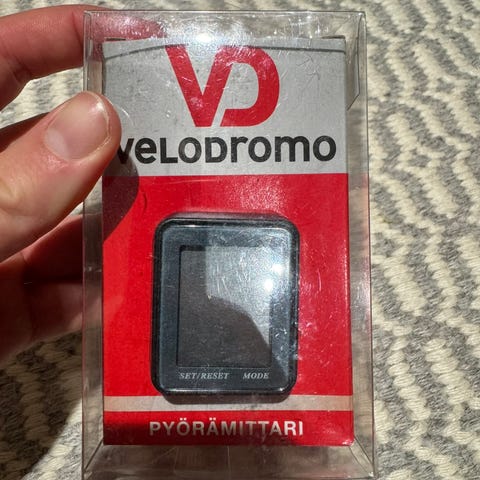 VD
VELODROMO
SET/RESET MODE
PYÖRÄMITTARI